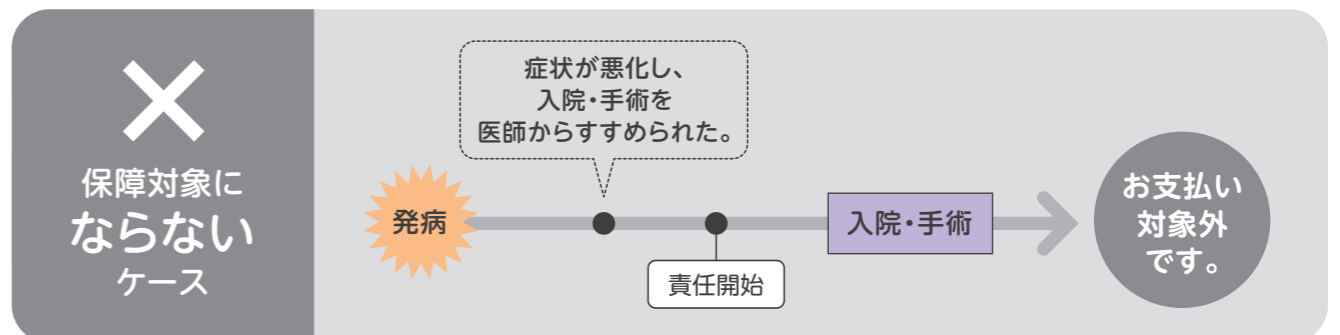 保障対象に
ならない
ケース
症状が悪化し、
入院・手術を
医師からすすめられた。
発病
責任開始
入院・手術
お支払い
対象外
です。